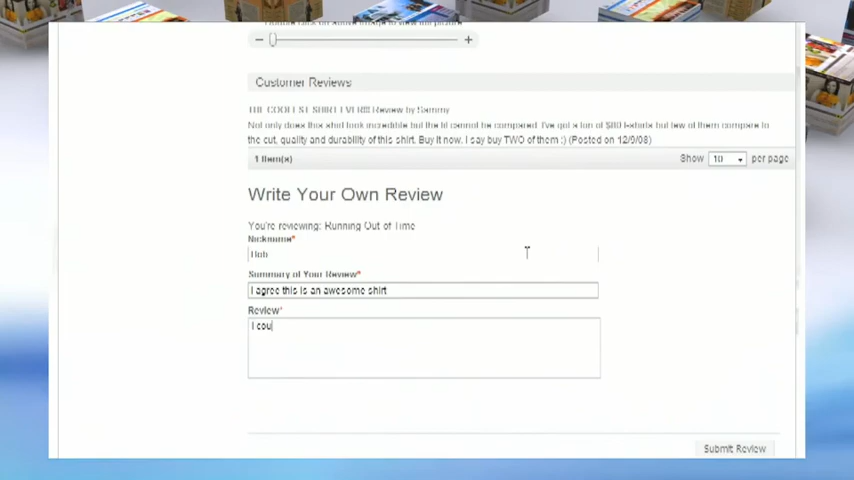 Customer Reviews
THE COOLEST SHIRT EVER!!! Review by Sammy
Not only does this shirt look incredible but the fit cannot be compared. I've got a ton of $80 t-shirts but few of them compare to
the cut, quality and durability of this shirt. Buy it now. I say buy TWO of them :) (Posted on 12/9/08)
1 Item(s)
Show 10 per page
Write Your Own Review
You're reviewing: Running Out of Time
Nickname*
Bob
Summary of Your Review*
I agree this is an awesome shirt
Review*
I cou
Submit Review